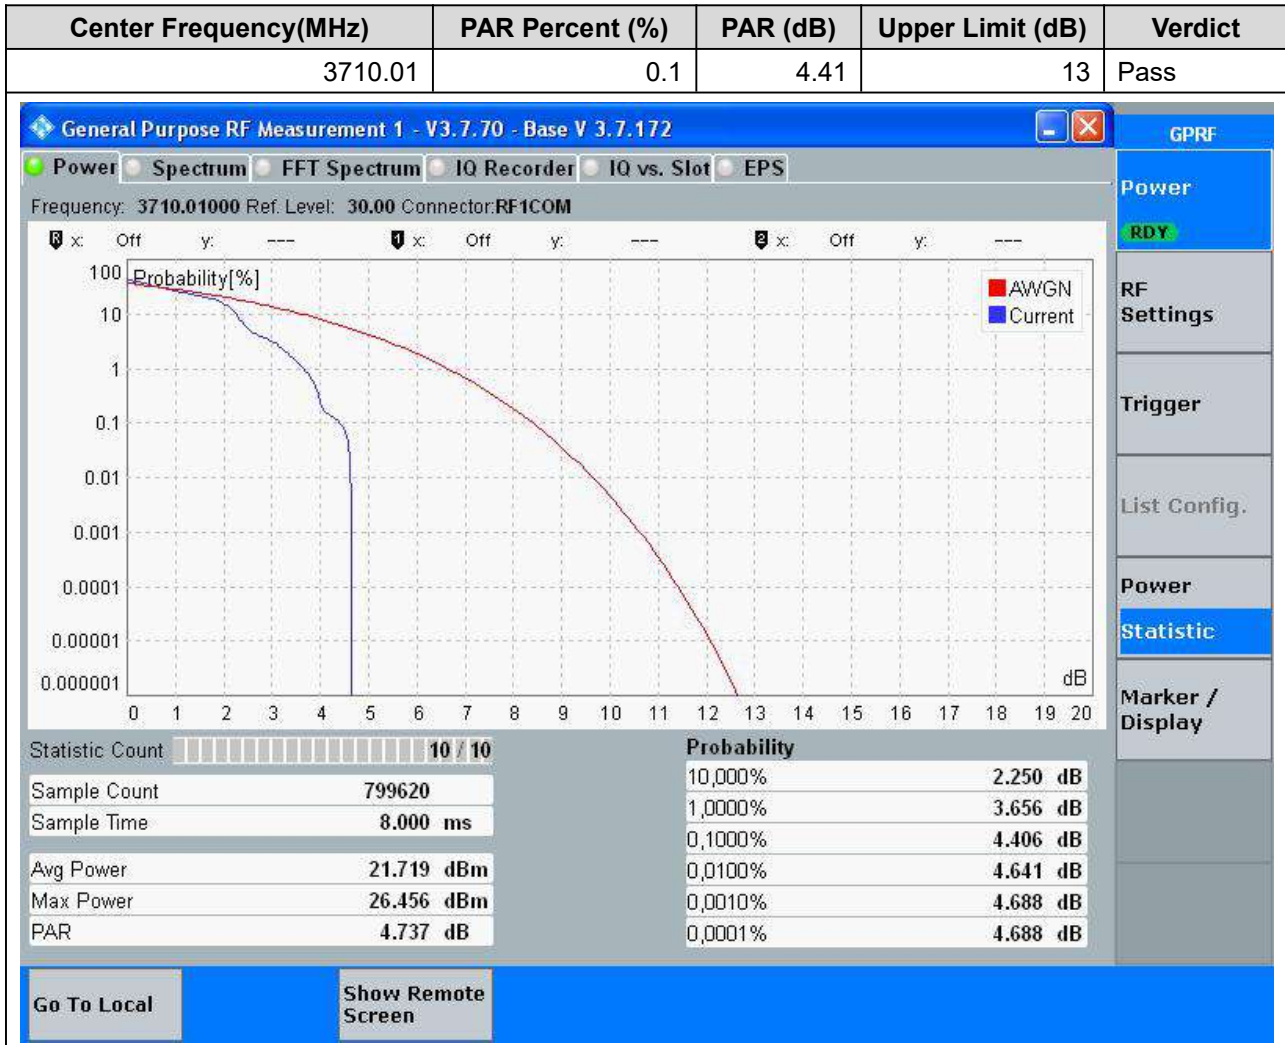 Center Frequency(MHz) PAR Percent (%) PAR (dB) Upper Limit (dB) Verdict
3710.01 0.1 4.41 13 Pass
General Purpose RF Measurement 1 - V3.7.70 - Base V 3.7.172
GPRF
Power Spectrum FFT Spectrum IQ Recorder IQ vs. Slot EPS
Frequency: 3710.01000 Ref. Level: 30.00 Connector:RF1COM
R x: Off y: --- 1 x: Off y: --- 2 x: Off y: ---
Probability[%]
100
10
1
0.1
0.01
0.001
0.0001
0.00001
0.000001
AWGN
Current
dB
0 1 2 3 4 5 6 7 8 9 10 11 12 13 14 15 16 17 18 19 20
Statistic Count 10 / 10
Sample Count 799620
Sample Time 8.000 ms
Avg Power 21.719 dBm
Max Power 26.456 dBm
PAR 4.737 dB
Probability
10,000% 2.250 dB
1,0000% 3.656 dB
0,1000% 4.406 dB
0,0100% 4.641 dB
0,0010% 4.688 dB
0,0001% 4.688 dB
Power
RDY
RF
Settings
Trigger
List Config.
Power
Statistic
Marker /
Display
Go To Local
Show Remote
Screen